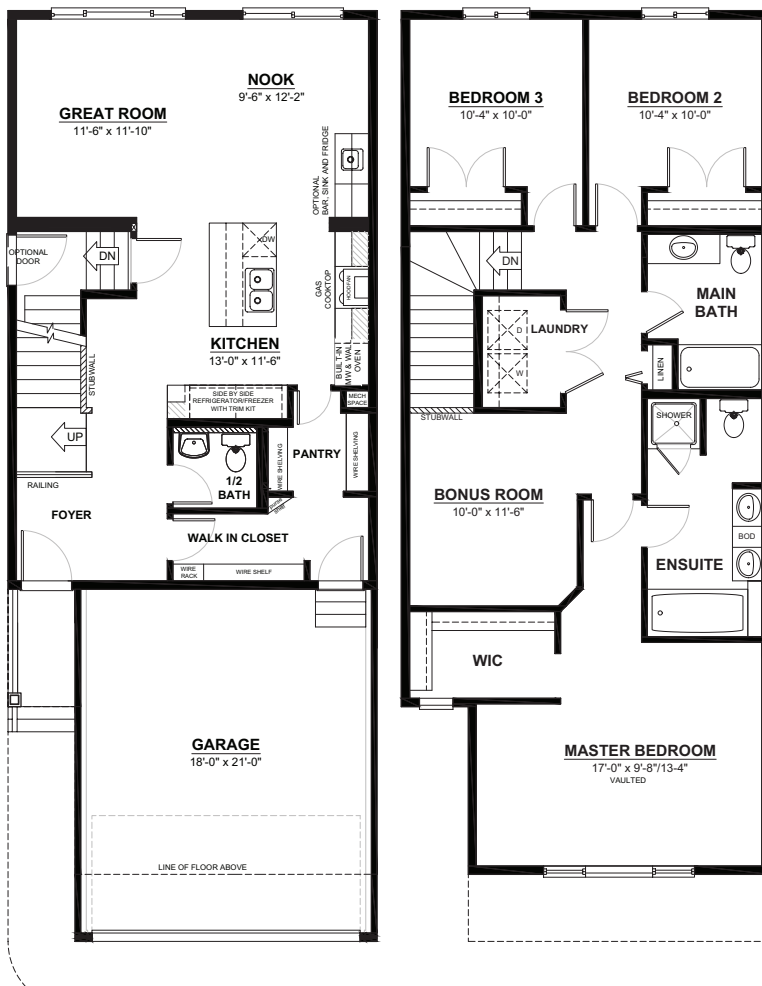 NOOK
9'-6" x 12'-2"
GREAT ROOM
11'-6" x 11'-10"
OPTIONAL
BAR, SINK AND FRIDGE
OPTIONAL
DOOR
DN
DW
GAS
COOKTOP
HOOD FAN
KITCHEN
13'-0" x 11'-6"
BUILT-IN
MW & WALL
OVEN
STUBWALL
SIDE BY SIDE
REFRIGERATOR/FREEZER
WITH TRIM KIT
MECH
SPACE
UP
PANTRY
WIRE SHELVING
WIRE SHELVING
1/2
BATH
RAILING
FOYER
WALK IN CLOSET
WIRE
RACK
WIRE SHELF
GARAGE
18'-0" x 21'-0"
LINE OF FLOOR ABOVE
BEDROOM 3
10'-4" x 10'-0"
BEDROOM 2
10'-4" x 10'-0"
DN
MAIN
BATH
LAUNDRY
D
W
LINEN
STUBWALL
SHOWER
BONUS ROOM
10'-0" x 11'-6"
BOD
ENSUITE
WIC
MASTER BEDROOM
17'-0" x 9'-8"/13'-4"
VAULTED